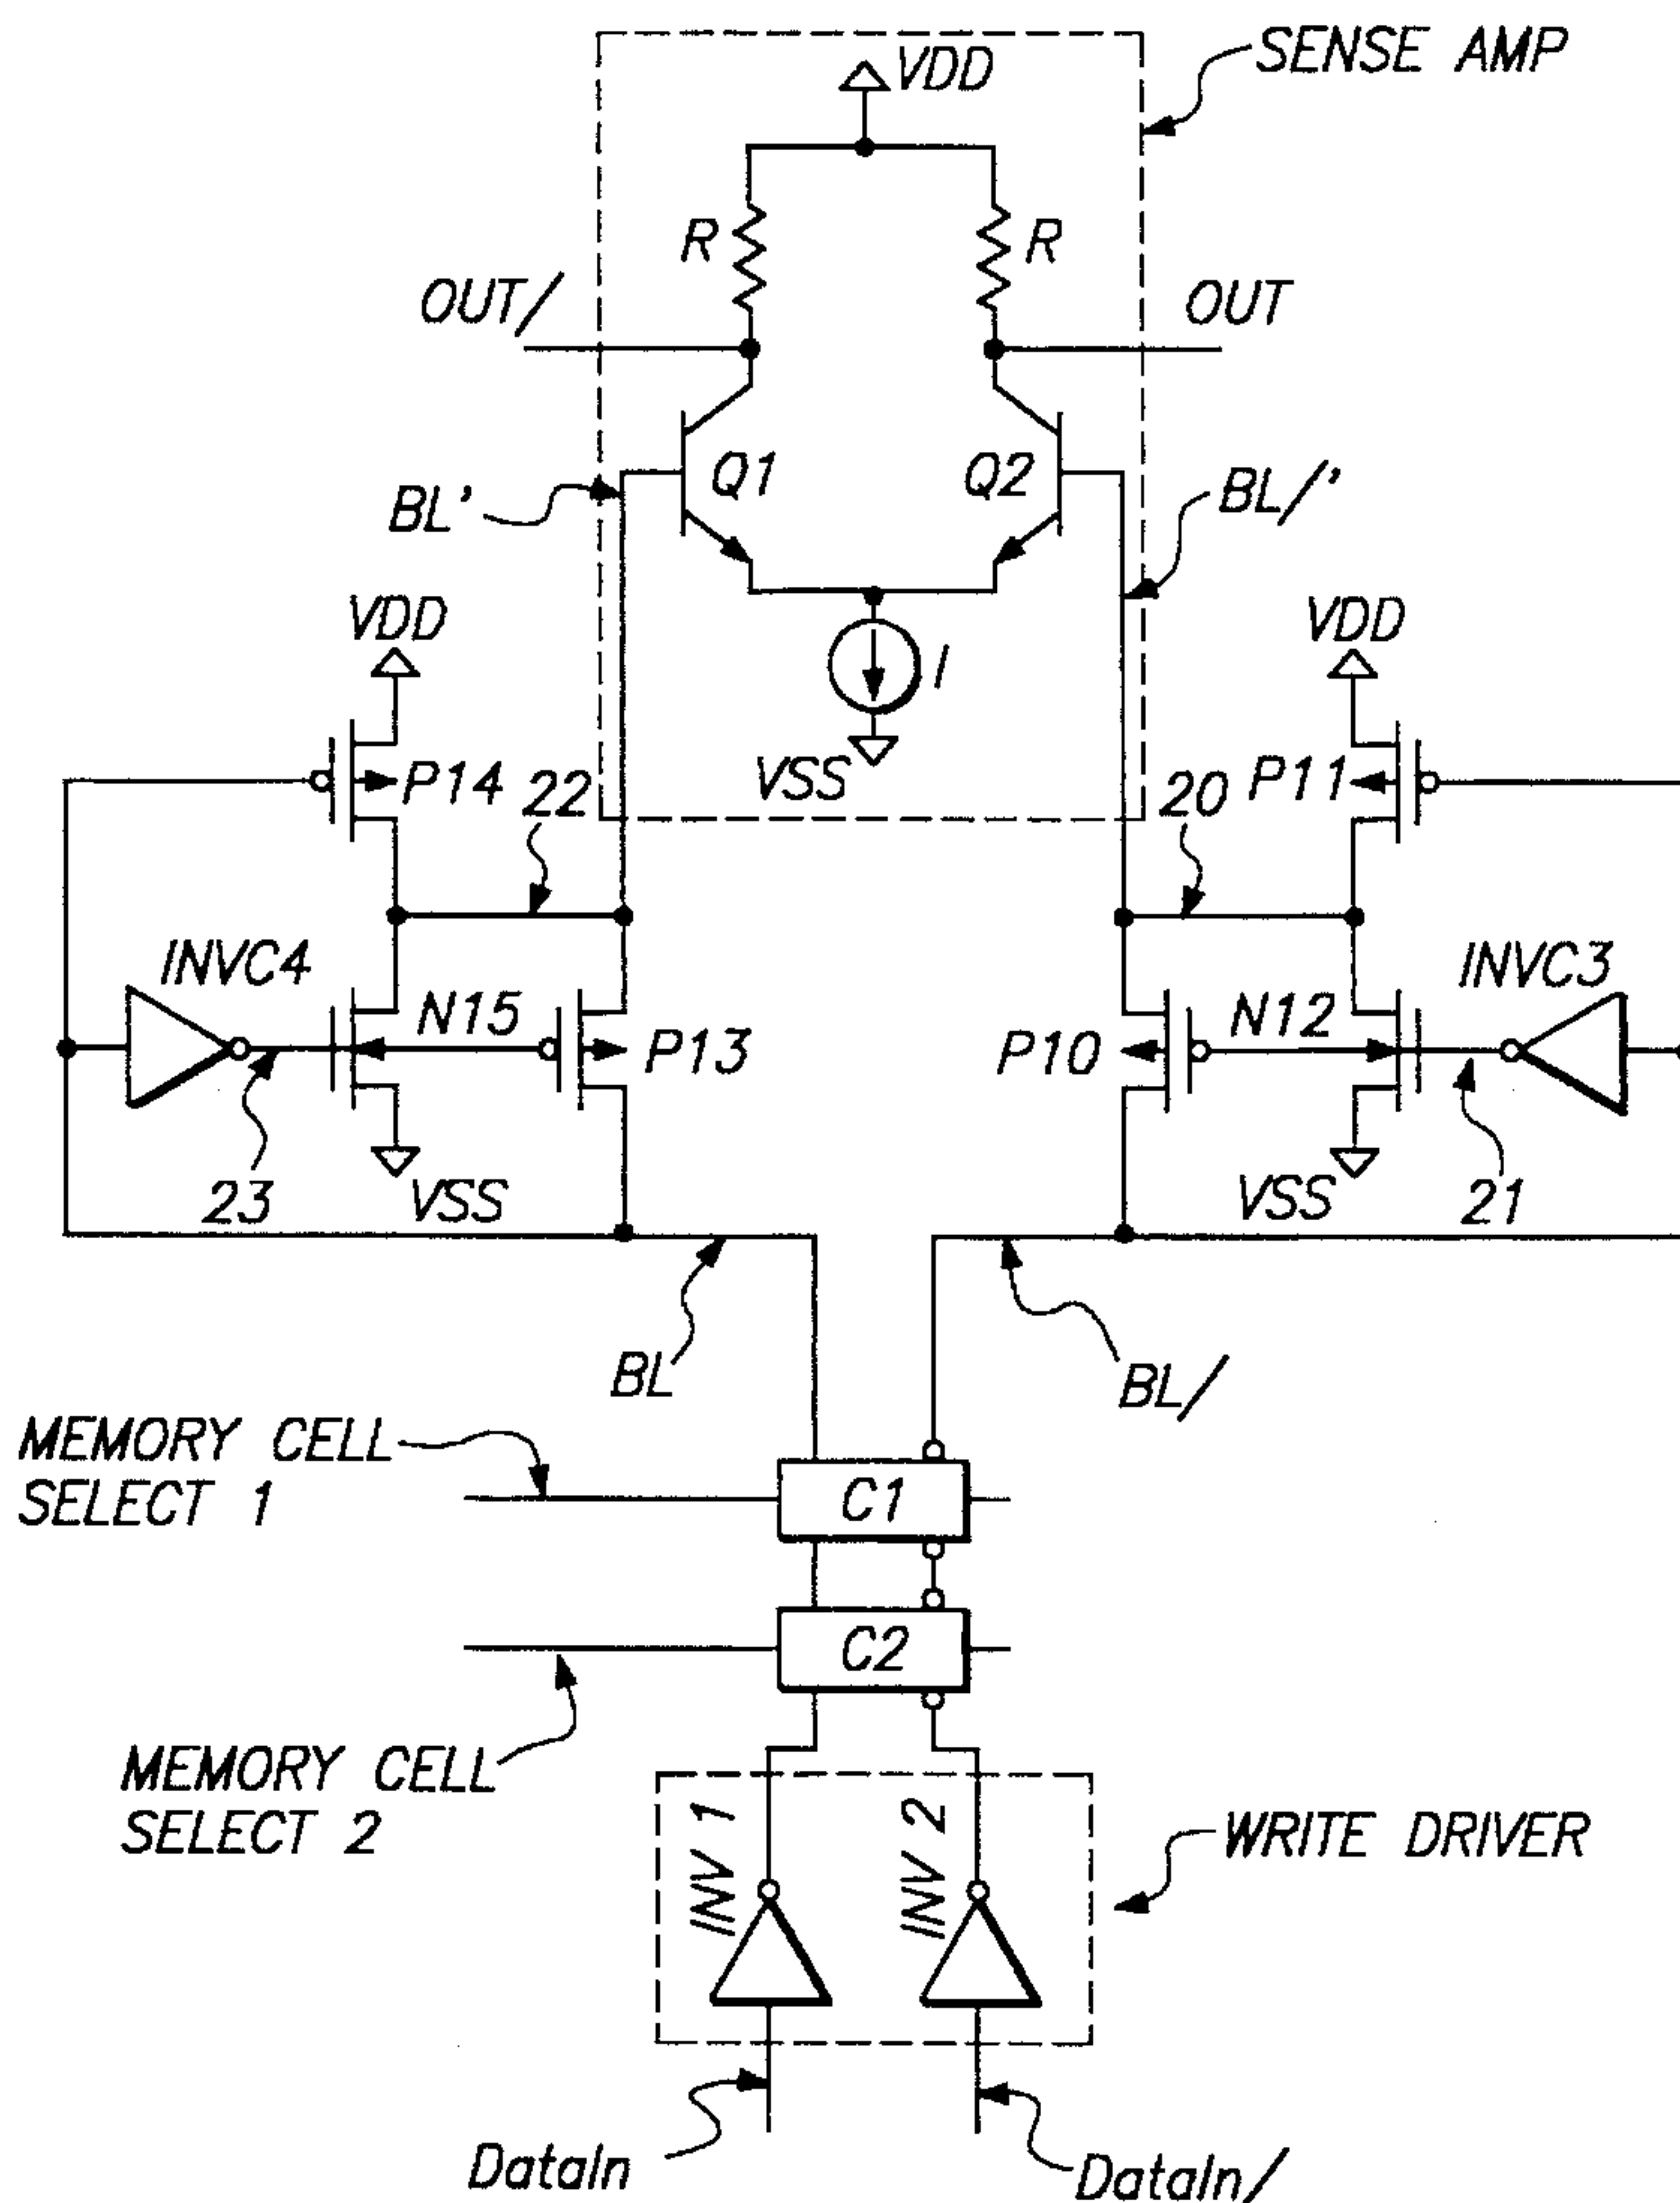 SENSE AMP
VDD
R
R
OUT/
OUT
Q1
Q2
BL'
BL/'
VDD
VDD
I
P14
22
VSS
20
P11
INVC4
INVC3
N15
P13
P10
N12
23
VSS
VSS
21
BL
BL/
MEMORY CELL
SELECT 1
C1
C2
MEMORY CELL
SELECT 2
INV 1
INV 2
WRITE DRIVER
DataIn
DataIn/